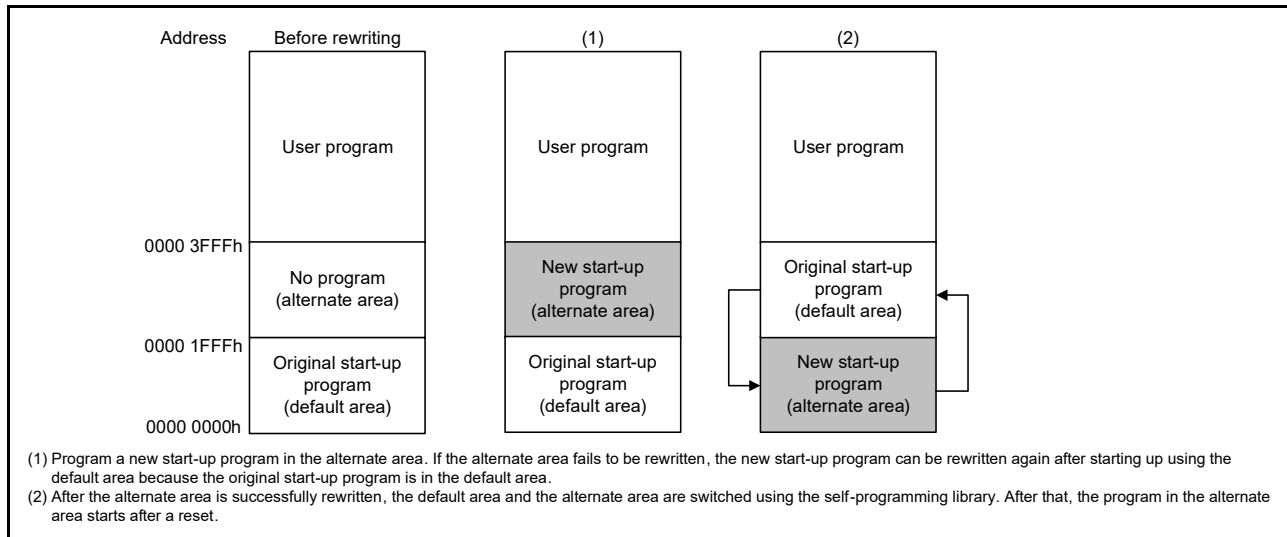 Address
Before rewriting
(1)
(2)
User program
User program
User program
0000 3FFFh
No program
(alternate area)
New start-up
program
(alternate area)
Original start-up
program
(default area)
0000 1FFFh
Original start-up
program
(default area)
Original start-up
program
(default area)
New start-up
program
(alternate area)
0000 0000h
(1) Program a new start-up program in the alternate area. If the alternate area fails to be rewritten, the new start-up program can be rewritten again after starting up using the
default area because the original start-up program is in the default area.
(2) After the alternate area is successfully rewritten, the default area and the alternate area are switched using the self-programming library. After that, the program in the alternate
area starts after a reset.